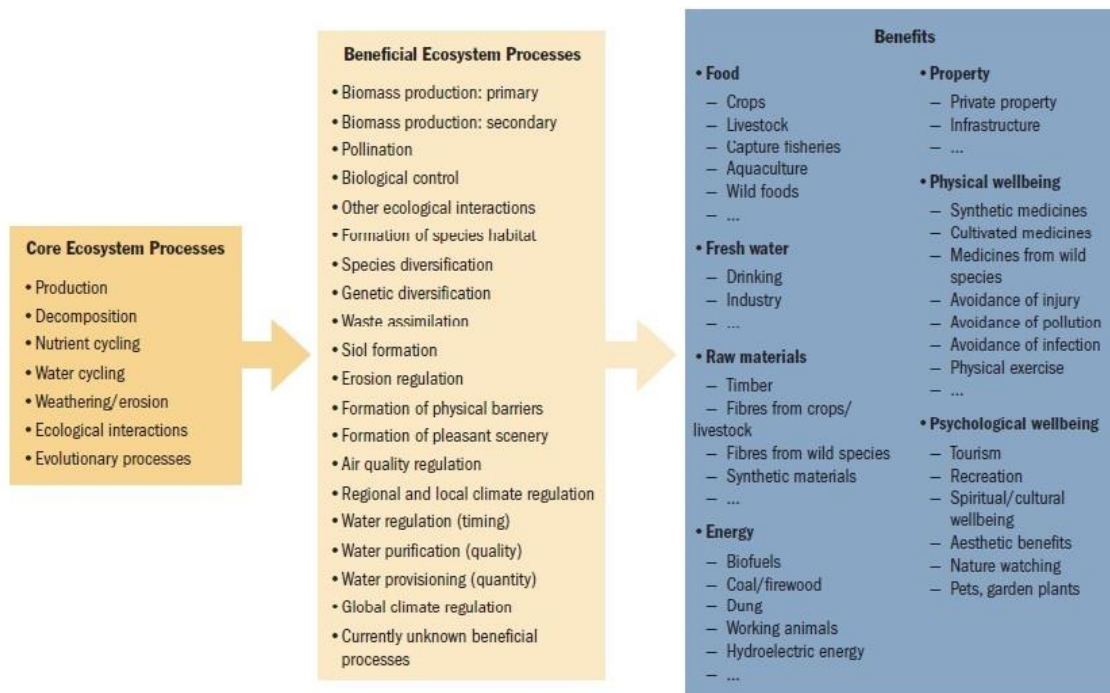 Core Ecosystem Processes
• Production
• Decomposition
• Nutrient cycling
• Water cycling
• Weathering/erosion
• Ecological interactions
• Evolutionary processes
Beneficial Ecosystem Processes
• Biomass production: primary
• Biomass production: secondary
• Pollination
• Biological control
• Other ecological interactions
• Formation of species habitat
• Species diversification
• Genetic diversification
• Waste assimilation
• Siol formation
• Erosion regulation
• Formation of physical barriers
• Formation of pleasant scenery
• Air quality regulation
• Regional and local climate regulation
• Water regulation (timing)
• Water purification (quality)
• Water provisioning (quantity)
• Global climate regulation
• Currently unknown beneficial
processes
Benefits
• Food
– Crops
– Livestock
– Capture fisheries
– Aquaculture
– Wild foods
– ...
• Fresh water
– Drinking
– Industry
– ...
• Raw materials
– Timber
– Fibres from crops/
livestock
– Fibres from wild species
– Synthetic materials
– ...
• Energy
– Biofuels
– Coal/firewood
– Dung
– Working animals
– Hydroelectric energy
– ...
• Property
– Private property
– Infrastructure
– ...
• Physical wellbeing
– Synthetic medicines
– Cultivated medicines
– Medicines from wild
species
– Avoidance of injury
– Avoidance of pollution
– Avoidance of infection
– Physical exercise
– ...
• Psychological wellbeing
– Tourism
– Recreation
– Spiritual/cultural
wellbeing
– Aesthetic benefits
– Nature watching
– Pets, garden plants